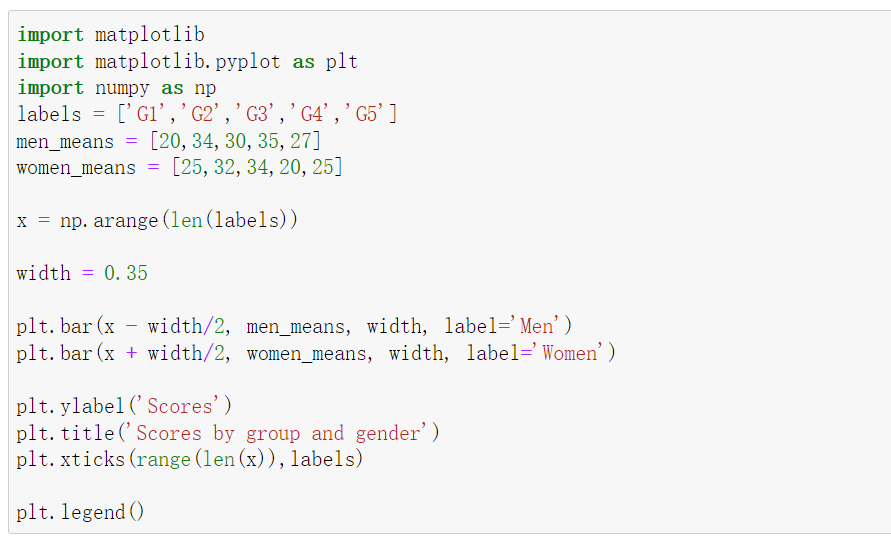 import matplotlib
import matplotlib.pyplot as plt
import numpy as np
labels = ['G1','G2','G3','G4','G5']
men_means = [20,34,30,35,27]
women_means = [25,32,34,20,25]
x = np.arange(len(labels))
width = 0.35
plt.bar(x - width/2, men_means, width, label='Men')
plt.bar(x + width/2, women_means, width, label='Women')
plt.ylabel('Scores')
plt.title('Scores by group and gender')
plt.xticks(range(len(x)),labels)
plt.legend()